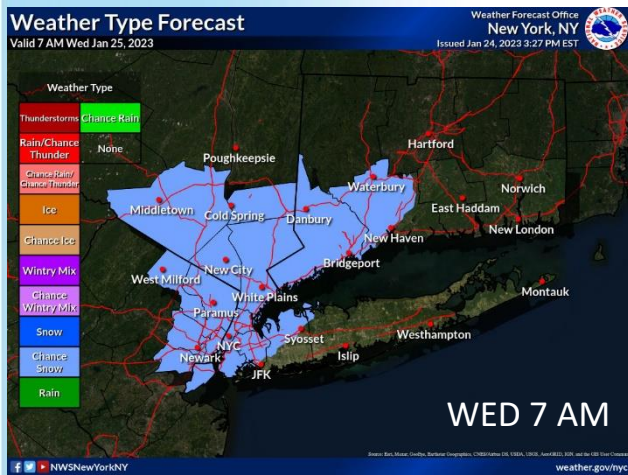 Weather Type Forecast
Valid 7 AM Wed Jan 25, 2023
Weather Forecast Office
New York, NY
Issued Jan 24, 2023 3:27 PM EST
Weather Type
Thunderstorms
Chance Rain
Rain/Chance
Thunder
None
Chance Rain/
Chance Thunder
Ice
Chance Ice
Wintry Mix
Chance
Wintry Mix
Snow
Chance
Snow
Rain
Poughkeepsie
Hartford
Waterbury
Norwich
Middletown
Cold Spring
Danbury
East Haddam
New London
New Haven
Bridgeport
New City
West Milford
White Plains
Montauk
Paramus
Syosset
Westhampton
NYC
Newark
Islip
JFK
WED 7 AM
NWSNewYorkNY
weather.gov/nyc